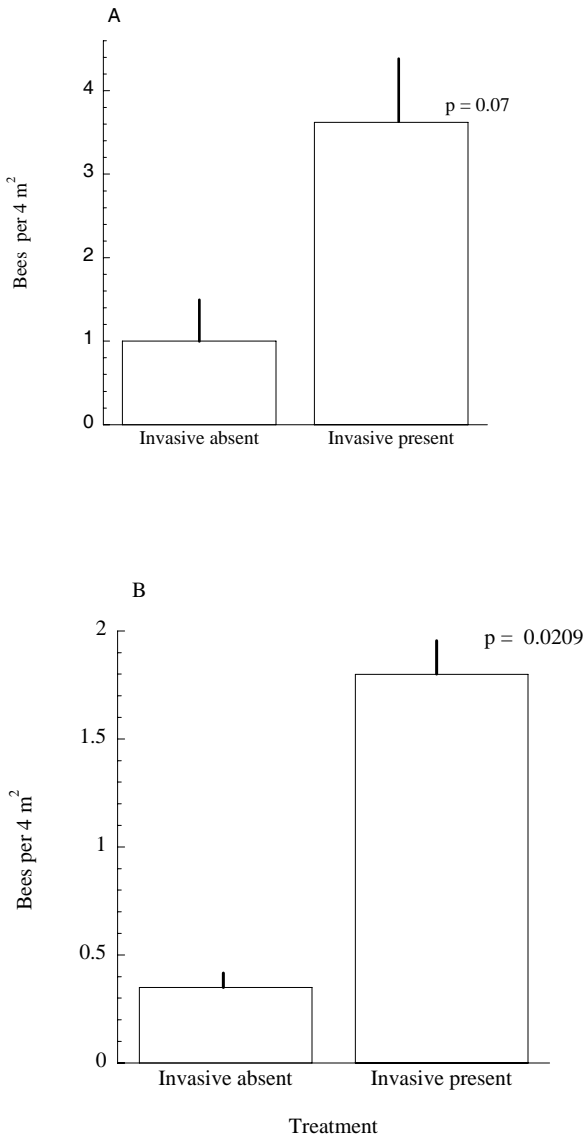 A
4
p = 0.07
3
Bees per 4 m²
2
1
0
Invasive absent Invasive present
B
2
p = 0.0209
1.5
Bees per 4 m²
1
0.5
0
Invasive absent Invasive present
Treatment